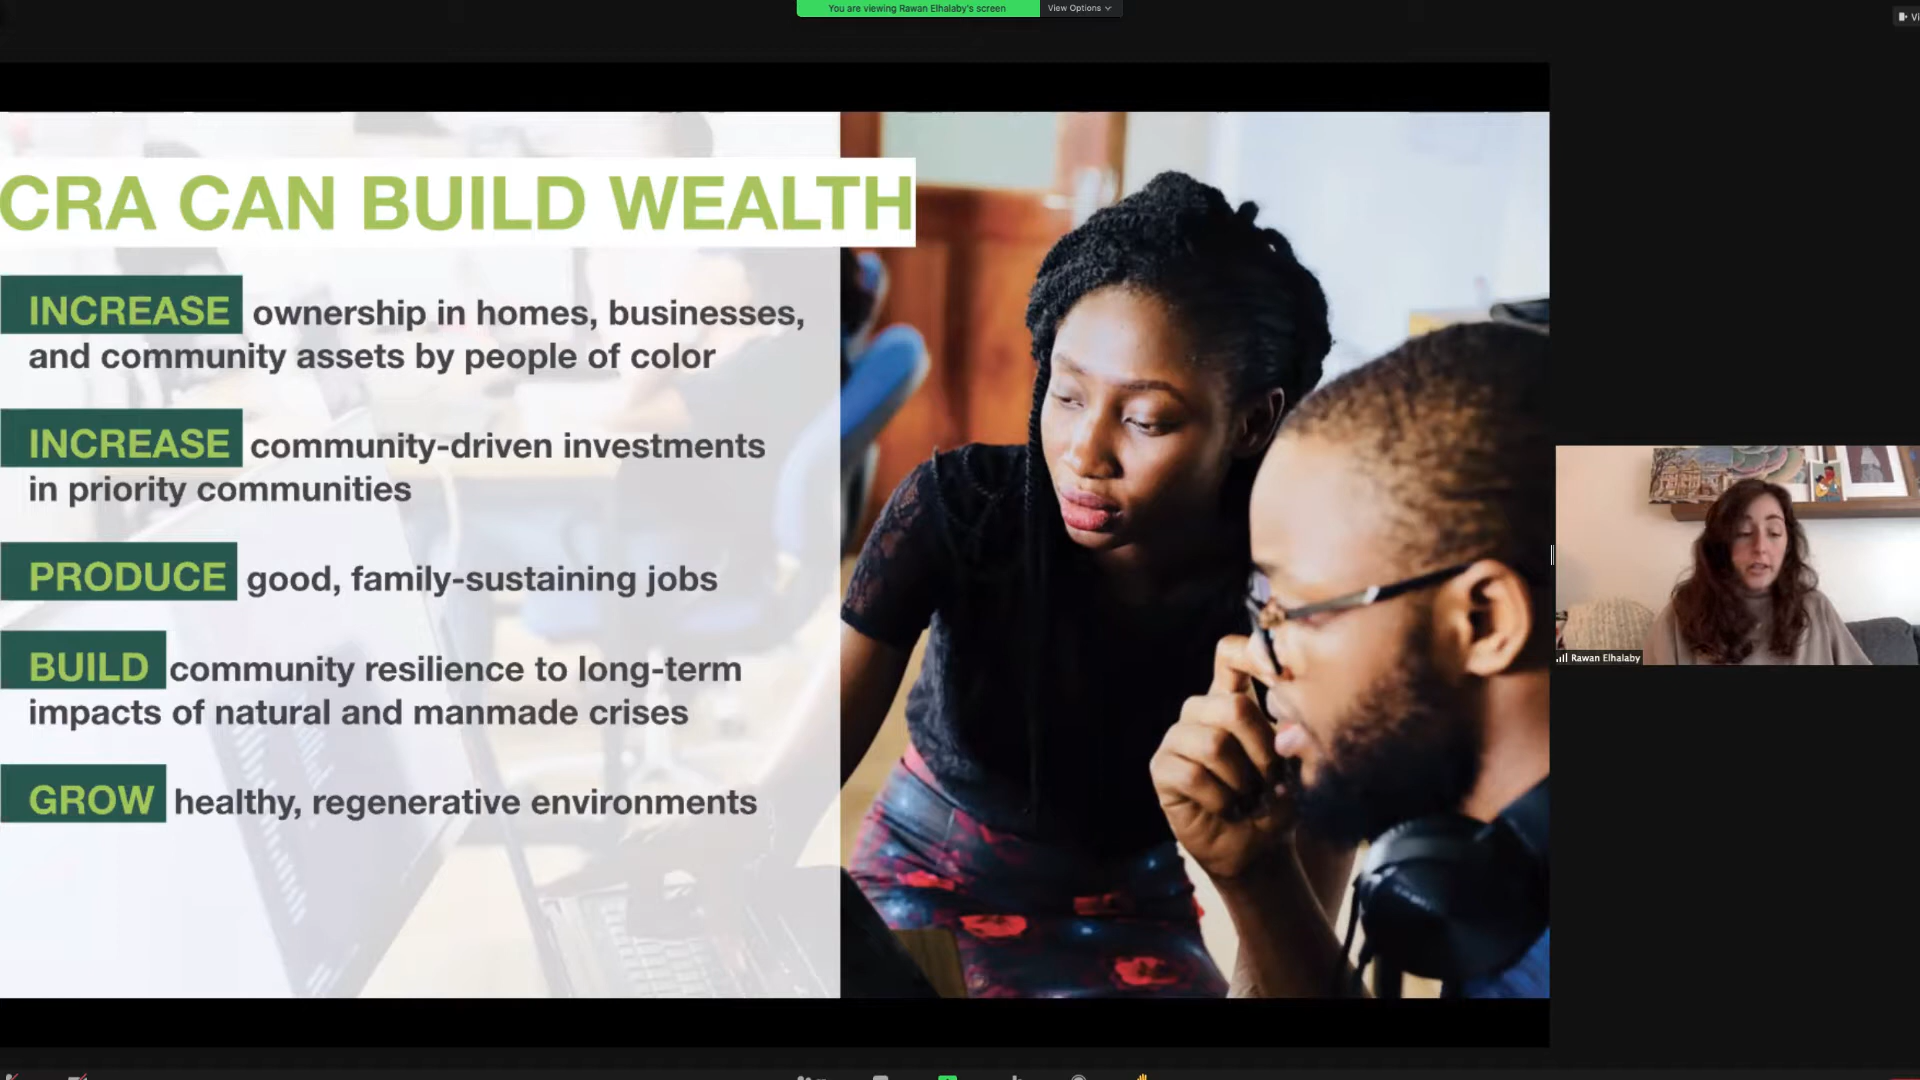 You are viewing Rawan Elhalaby's screen
View Options
CRA CAN BUILD WEALTH
INCREASE ownership in homes, businesses,
and community assets by people of color
INCREASE community-driven investments
in priority communities
PRODUCE good, family-sustaining jobs
BUILD community resilience to long-term
impacts of natural and manmade crises
GROW healthy, regenerative environments
Rawan Elhalaby